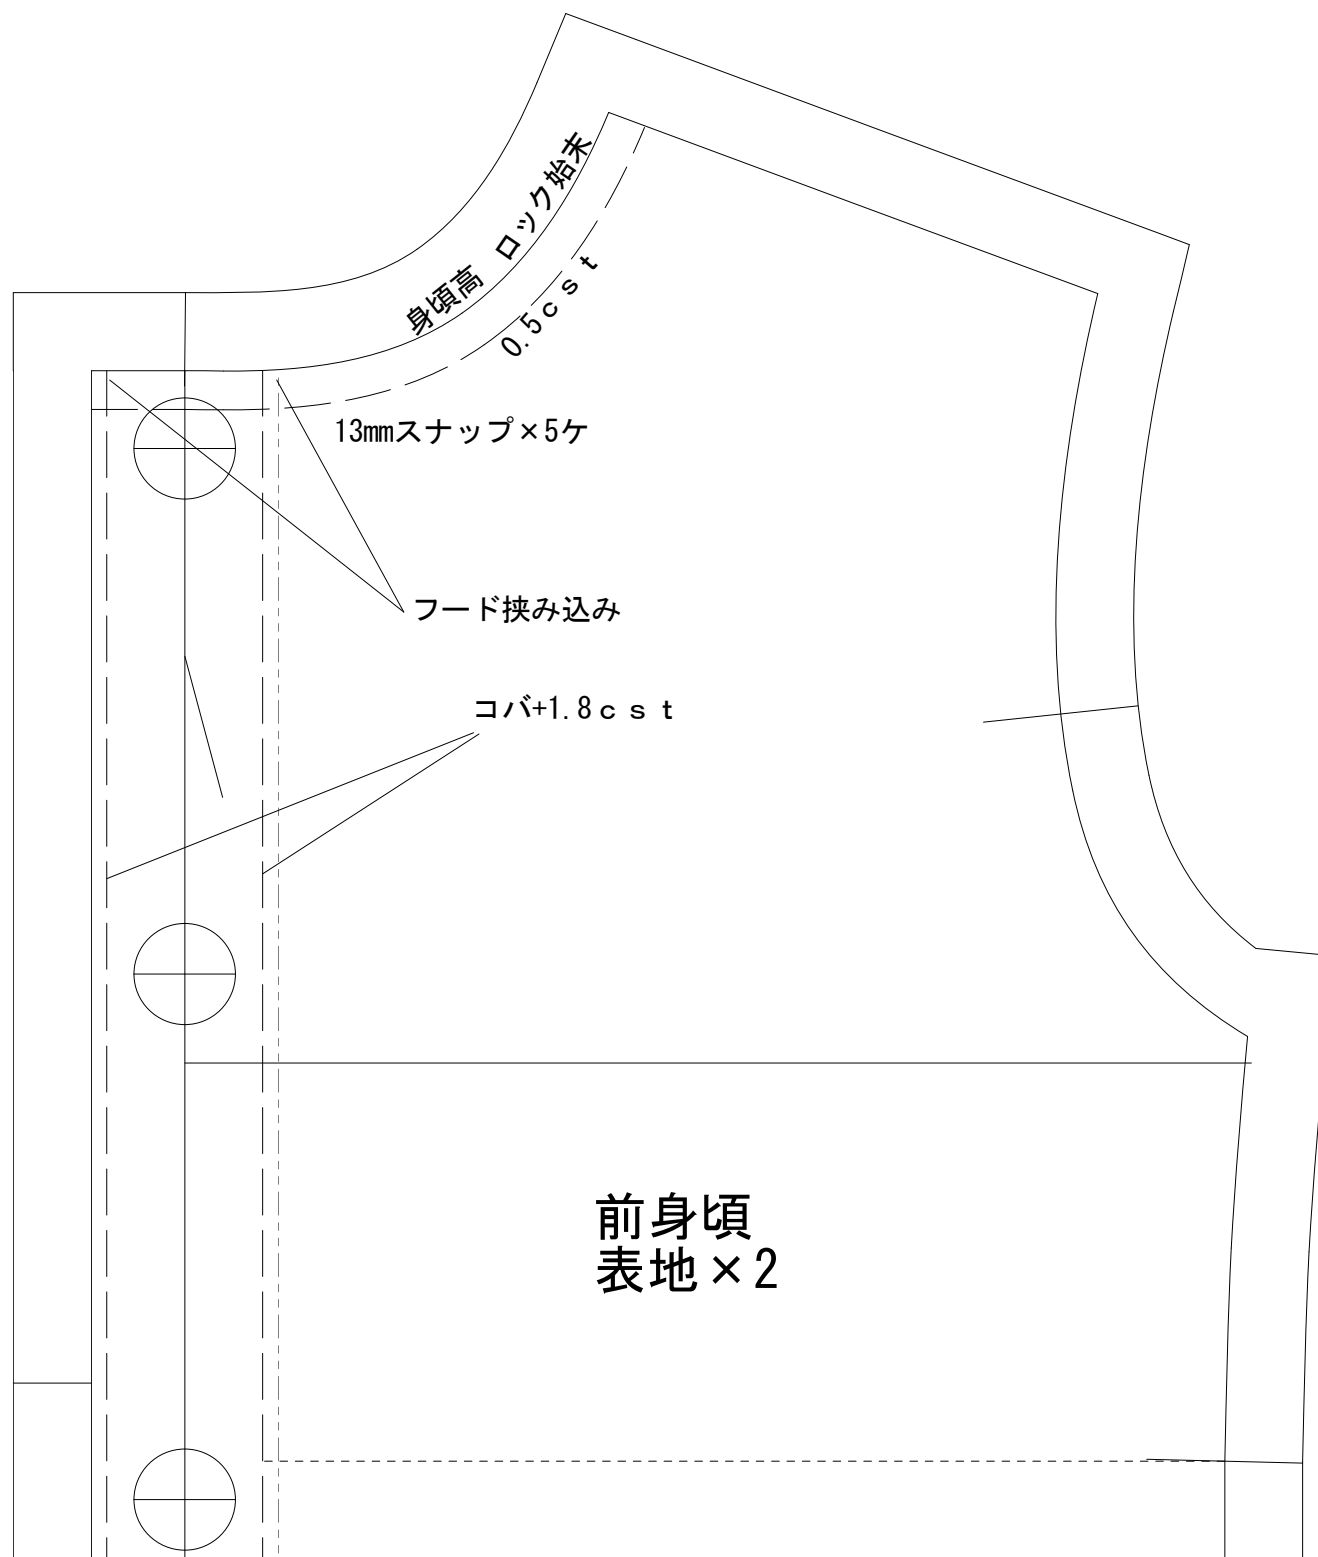 身頃高　ロック始末
0.5ｃｓｔ
13mmスナップ×5ケ
フード挟み込み
コバ+1.8ｃｓｔ
前身頃
表地×2